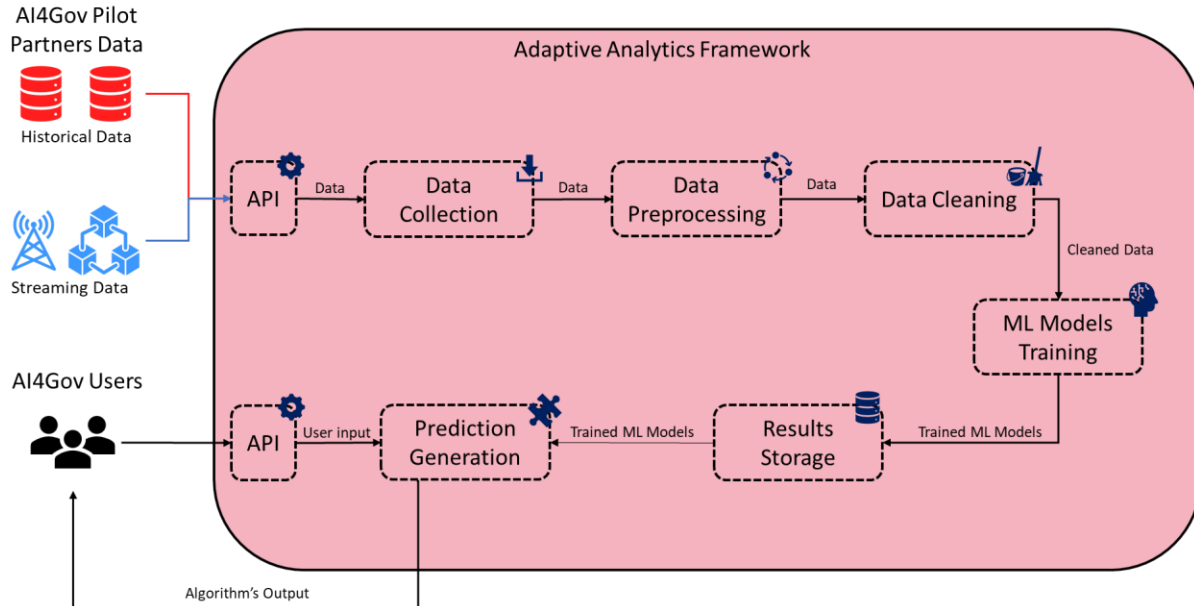 AI4Gov Pilot
Partners Data
Historical Data
Streaming Data
Adaptive Analytics Framework
API
Data
Data
Collection
Data
Data
Preprocessing
Data
Data Cleaning
Cleaned Data
ML Models
Training
AI4Gov Users
API
User input
Prediction
Generation
Trained ML Models
Results
Storage
Trained ML Models
Algorithm's Output